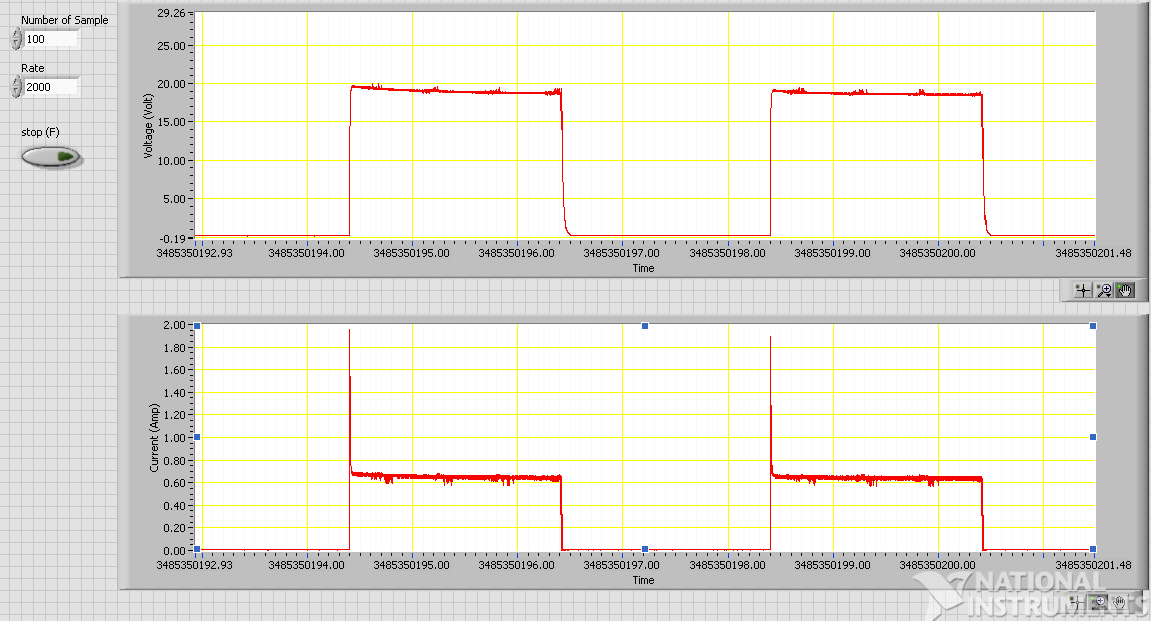 Number of Sample
100
Rate
2000
stop (F)
29.26
25.00
20.00
15.00
10.00
5.00
-0.19
Voltage (Volt)
3485350192.93 3485350194.00 3485350195.00 3485350196.00 3485350197.00 3485350198.00 3485350199.00 3485350200.00 3485350201.48
Time
2.00
1.80
1.60
1.40
1.20
1.00
0.80
0.60
0.40
0.20
0.00
Current (Amp)
3485350192.93 3485350194.00 3485350195.00 3485350196.00 3485350197.00 3485350198.00 3485350199.00 3485350200.00 3485350201.48
Time
NATIONAL
INSTRUMENTS